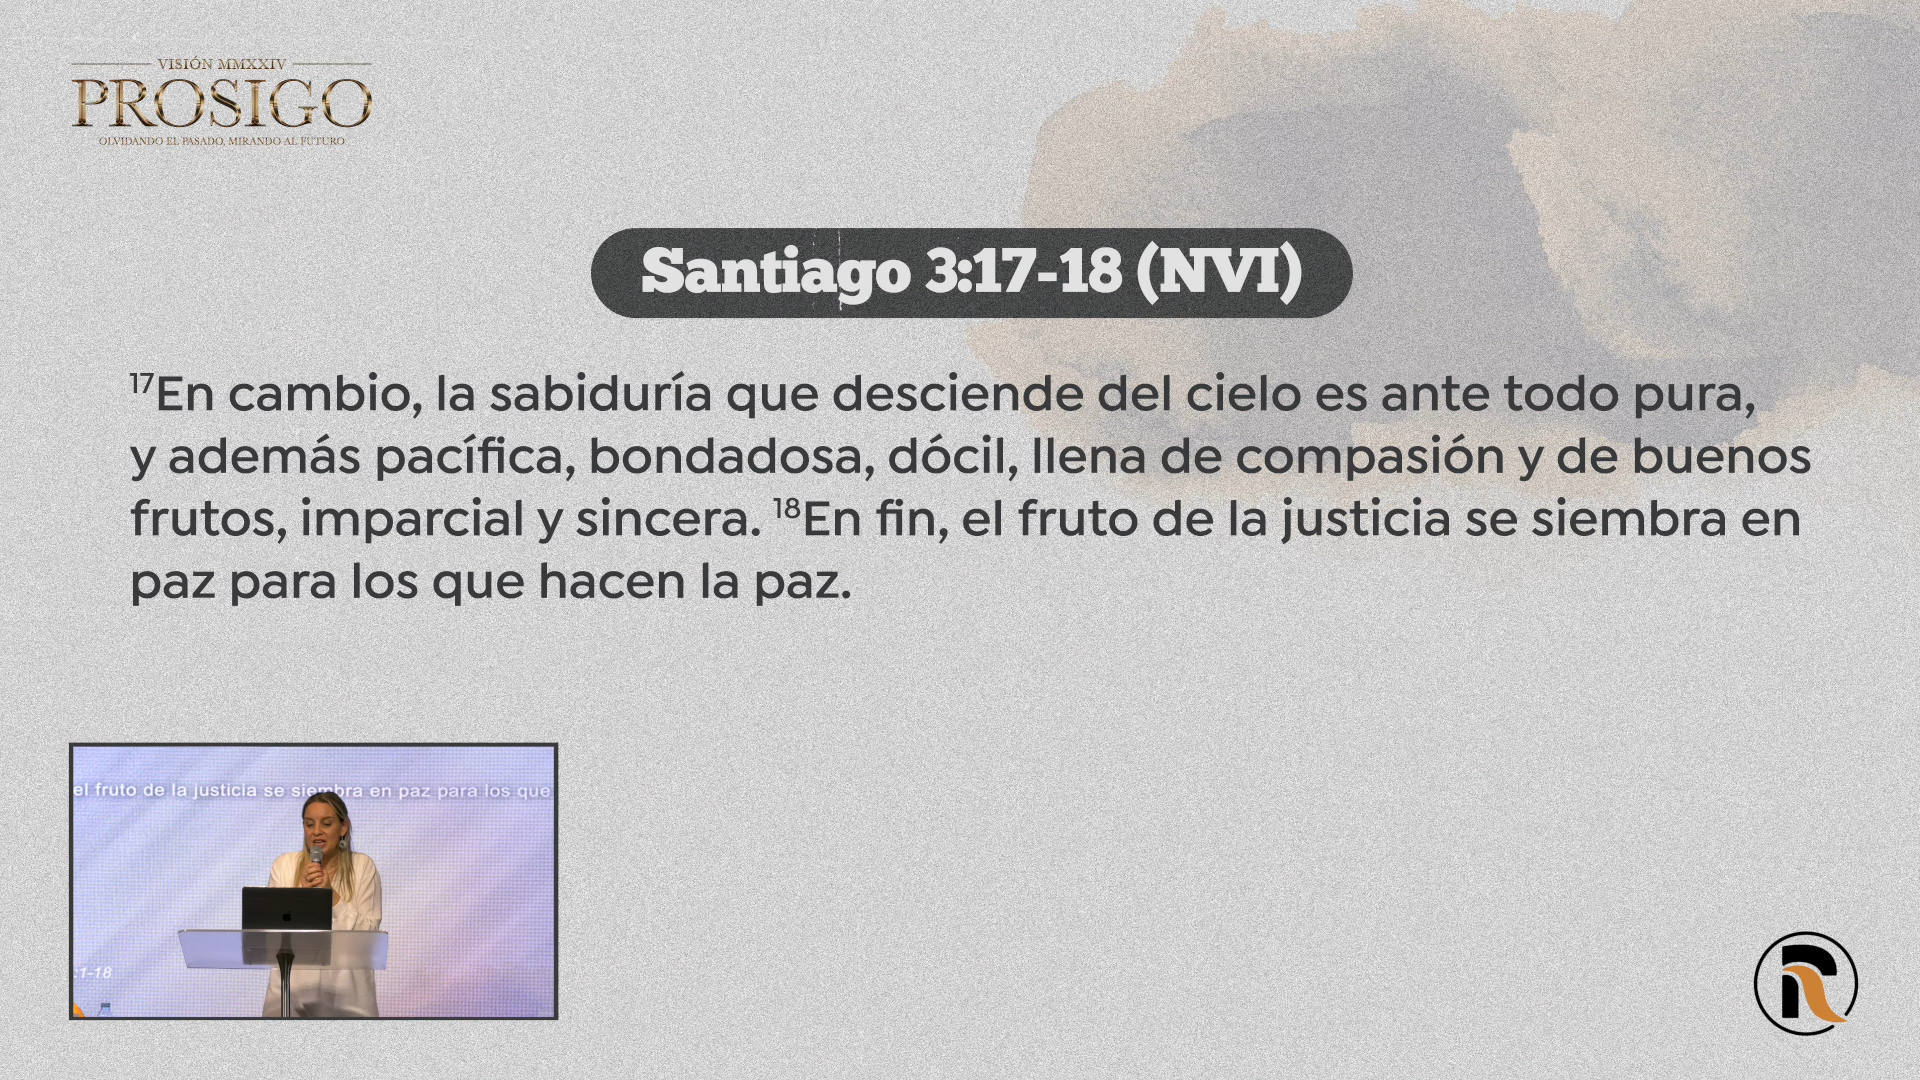 VISIÓN MMXXIV
PROSIGO
OLVIDANDO EL PASADO, MIRANDO AL FUTURO
Santiago 3:17-18 (NVI)
¹⁷En cambio, la sabiduría que desciende del cielo es ante todo pura,
y además pacífica, bondadosa, dócil, llena de compasión y de buenos
frutos, imparcial y sincera. ¹⁸En fin, el fruto de la justicia se siembra en
paz para los que hacen la paz.
el fruto de la justicia se siembra en paz para los que
:1-18